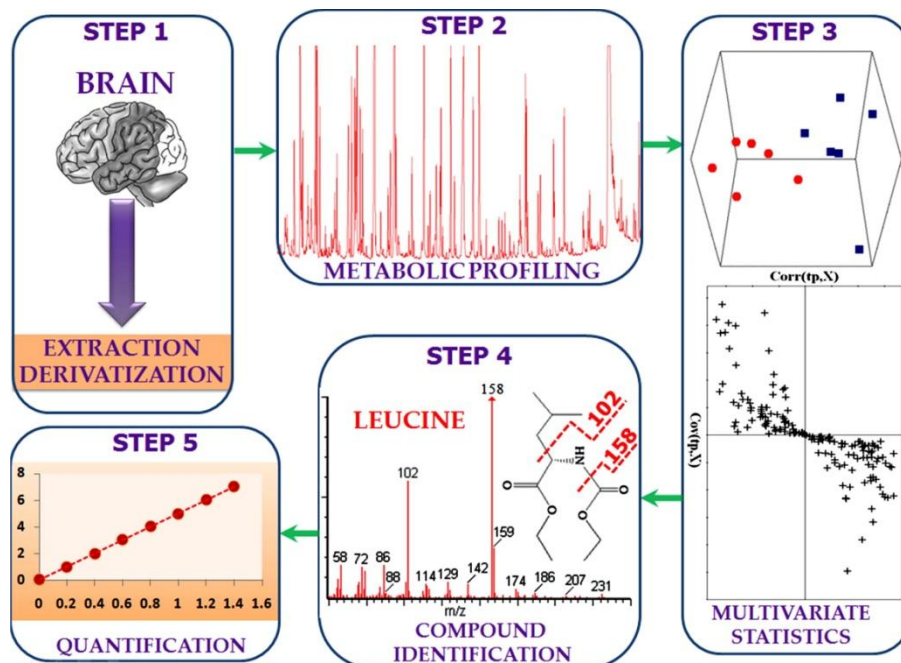 STEP 1
BRAIN
EXTRACTION
DERIVATIZATION
STEP 2
METABOLIC PROFILING
STEP 3
Corr(tp,X)
Cov(tp,X)
MULTIVARIATE
STATISTICS
STEP 4
LEUCINE
158
102
159
58
72
86
88
114
129
142
174
186
207
231
m/z
102
158
HN
O
O
O
O
COMPOUND
IDENTIFICATION
STEP 5
8
6
4
2
0
0 0.2 0.4 0.6 0.8 1 1.2 1.4 1.6
QUANTIFICATION